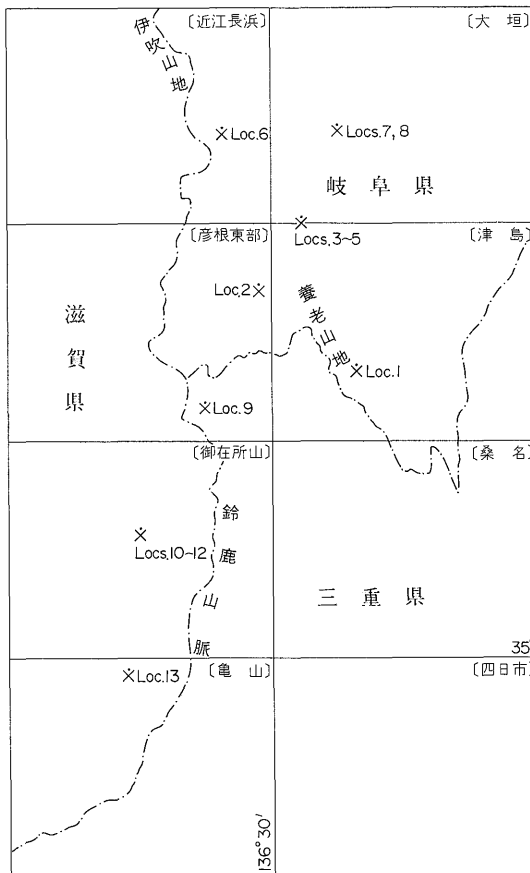 〔近江長浜〕
〔大垣〕
伊吹山地
Loc.6
Locs.7, 8
岐阜県
〔彦根東部〕
Locs.3~5
〔津島〕
Loc.2
養老山地
滋賀県
Loc.1
Loc.9
〔御在所山〕
〔桑名〕
鈴鹿山脈
Locs.10~12
三重県
35°
Loc.13
〔亀山〕
〔四日市〕
136°30′